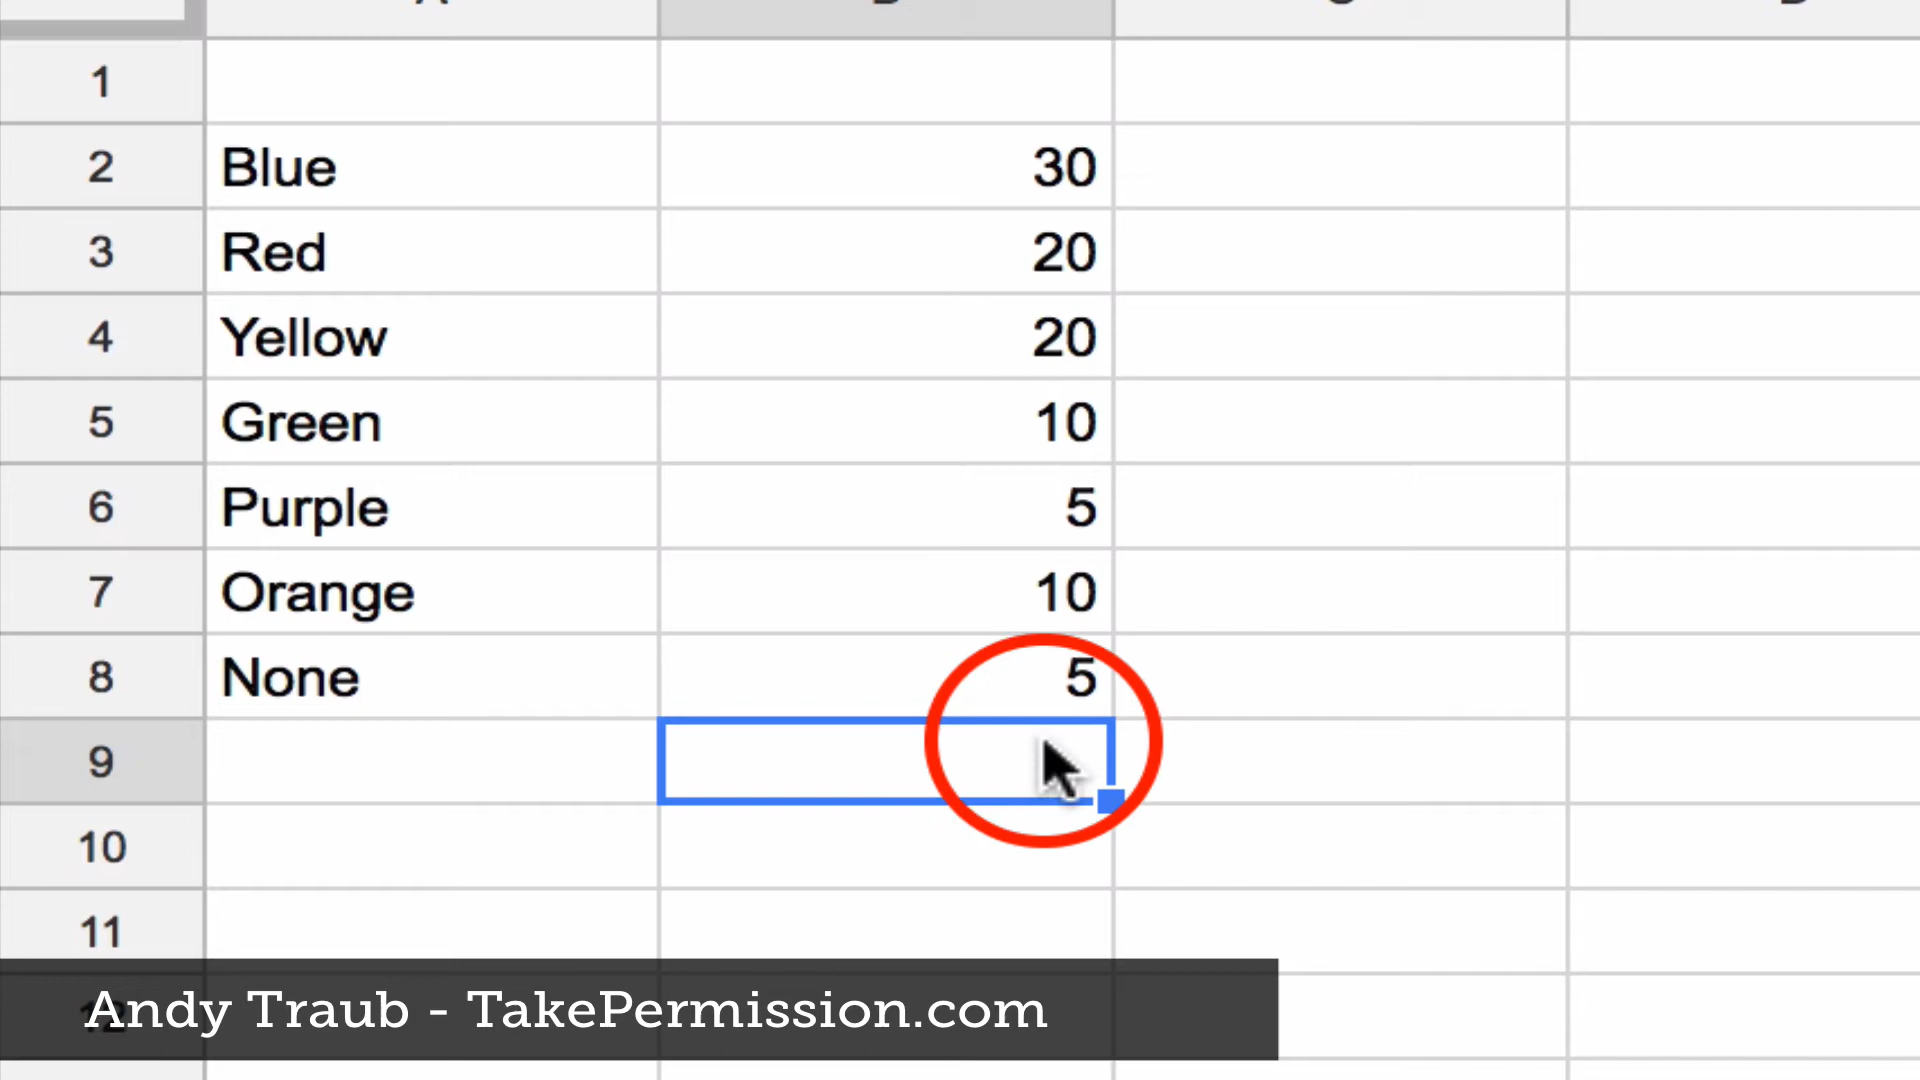 1
2 Blue 30
3 Red 20
4 Yellow 20
5 Green 10
6 Purple 5
7 Orange 10
8 None 5
9
10
11
12
Andy Traub - TakePermission.com